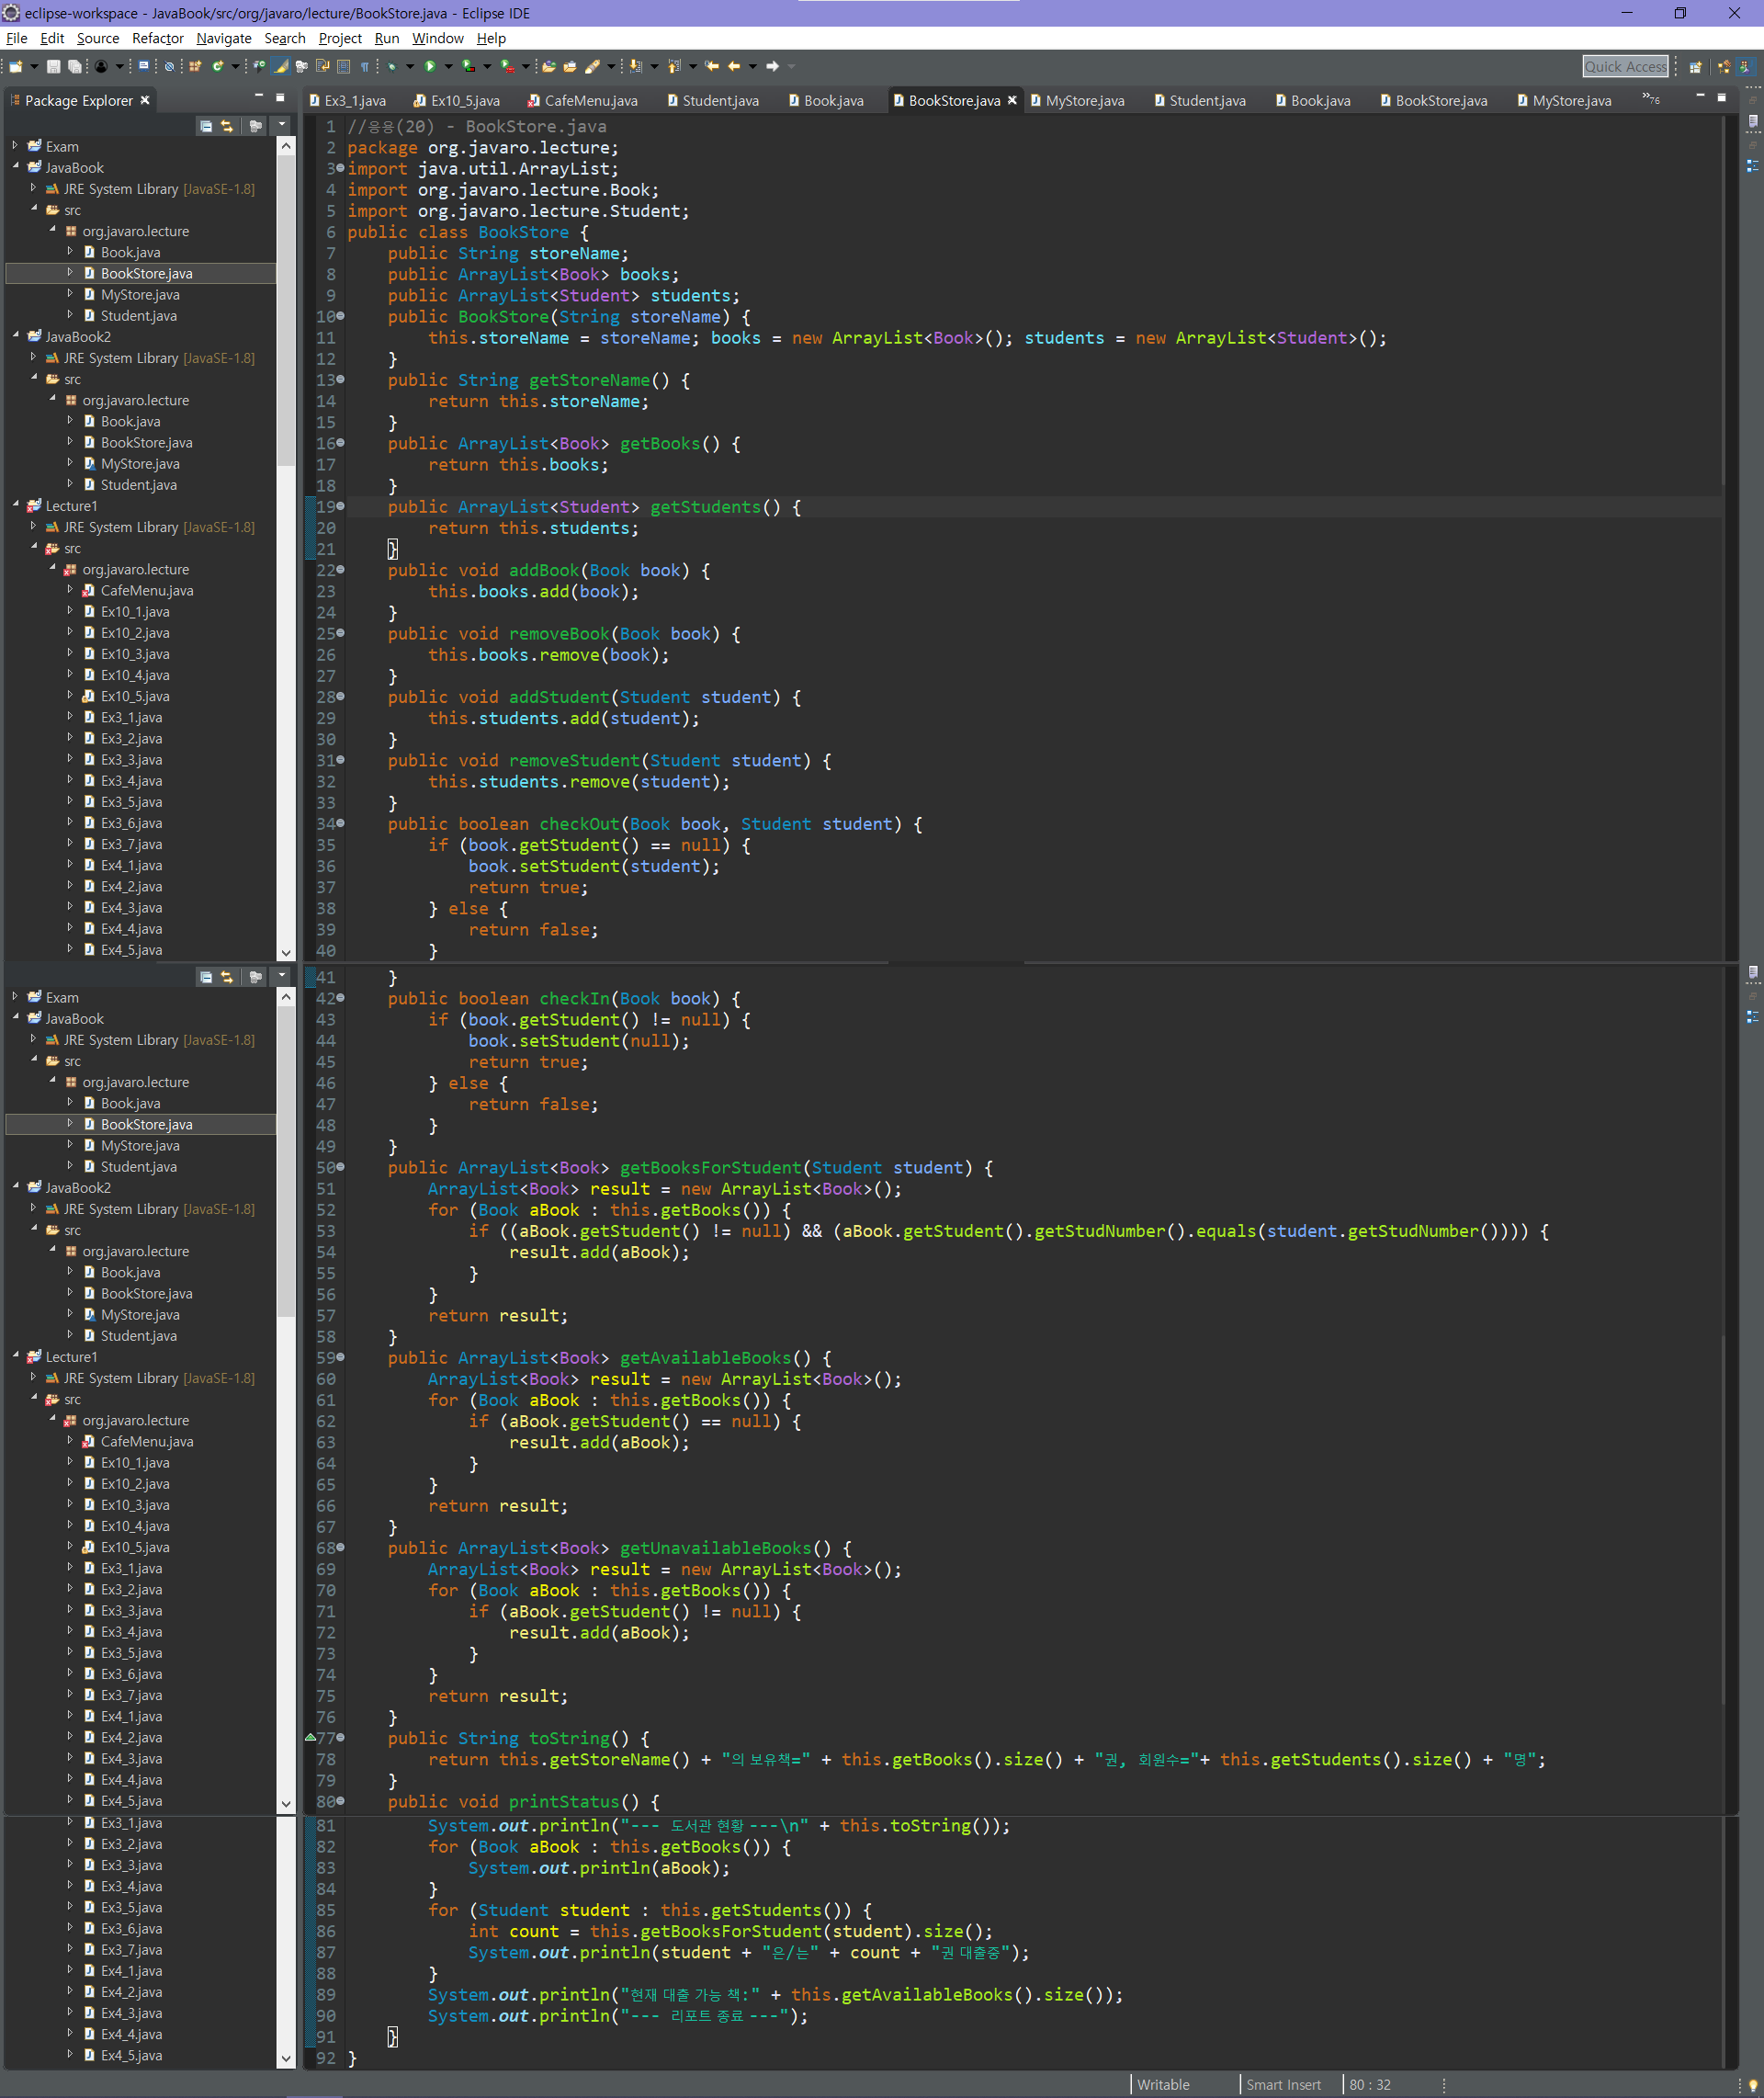 eclipse-workspace - JavaBook/src/org/javaro/lecture/BookStore.java - Eclipse IDE
File Edit Source Refactor Navigate Search Project Run Window Help
Quick Access
Package Explorer
Ex3_1.java Ex10_5.java CafeMenu.java Student.java Book.java BookStore.java MyStore.java Student.java Book.java BookStore.java MyStore.java »76
Exam
JavaBook
JRE System Library [JavaSE-1.8]
src
org.javaro.lecture
Book.java
BookStore.java
MyStore.java
Student.java
JavaBook2
JRE System Library [JavaSE-1.8]
src
org.javaro.lecture
Book.java
BookStore.java
MyStore.java
Student.java
Lecture1
JRE System Library [JavaSE-1.8]
src
org.javaro.lecture
CafeMenu.java
Ex10_1.java
Ex10_2.java
Ex10_3.java
Ex10_4.java
Ex10_5.java
Ex3_1.java
Ex3_2.java
Ex3_3.java
Ex3_4.java
Ex3_5.java
Ex3_6.java
Ex3_7.java
Ex4_1.java
Ex4_2.java
Ex4_3.java
Ex4_4.java
Ex4_5.java
1 //응용(20) - BookStore.java
2 package org.javaro.lecture;
3 import java.util.ArrayList;
4 import org.javaro.lecture.Book;
5 import org.javaro.lecture.Student;
6 public class BookStore {
7     public String storeName;
8     public ArrayList<Book> books;
9     public ArrayList<Student> students;
10     public BookStore(String storeName) {
11         this.storeName = storeName; books = new ArrayList<Book>(); students = new ArrayList<Student>();
12     }
13     public String getStoreName() {
14         return this.storeName;
15     }
16     public ArrayList<Book> getBooks() {
17         return this.books;
18     }
19     public ArrayList<Student> getStudents() {
20         return this.students;
21     }
22     public void addBook(Book book) {
23         this.books.add(book);
24     }
25     public void removeBook(Book book) {
26         this.books.remove(book);
27     }
28     public void addStudent(Student student) {
29         this.students.add(student);
30     }
31     public void removeStudent(Student student) {
32         this.students.remove(student);
33     }
34     public boolean checkOut(Book book, Student student) {
35         if (book.getStudent() == null) {
36             book.setStudent(student);
37             return true;
38         } else {
39             return false;
40         }
Exam
JavaBook
JRE System Library [JavaSE-1.8]
src
org.javaro.lecture
Book.java
BookStore.java
MyStore.java
Student.java
JavaBook2
JRE System Library [JavaSE-1.8]
src
org.javaro.lecture
Book.java
BookStore.java
MyStore.java
Student.java
Lecture1
JRE System Library [JavaSE-1.8]
src
org.javaro.lecture
CafeMenu.java
Ex10_1.java
Ex10_2.java
Ex10_3.java
Ex10_4.java
Ex10_5.java
Ex3_1.java
Ex3_2.java
Ex3_3.java
Ex3_4.java
Ex3_5.java
Ex3_6.java
Ex3_7.java
Ex4_1.java
Ex4_2.java
Ex4_3.java
Ex4_4.java
Ex4_5.java
41     }
42     public boolean checkIn(Book book) {
43         if (book.getStudent() != null) {
44             book.setStudent(null);
45             return true;
46         } else {
47             return false;
48         }
49     }
50     public ArrayList<Book> getBooksForStudent(Student student) {
51         ArrayList<Book> result = new ArrayList<Book>();
52         for (Book aBook : this.getBooks()) {
53             if ((aBook.getStudent() != null) && (aBook.getStudent().getStudNumber().equals(student.getStudNumber()))) {
54                 result.add(aBook);
55             }
56         }
57         return result;
58     }
59     public ArrayList<Book> getAvailableBooks() {
60         ArrayList<Book> result = new ArrayList<Book>();
61         for (Book aBook : this.getBooks()) {
62             if (aBook.getStudent() == null) {
63                 result.add(aBook);
64             }
65         }
66         return result;
67     }
68     public ArrayList<Book> getUnavailableBooks() {
69         ArrayList<Book> result = new ArrayList<Book>();
70         for (Book aBook : this.getBooks()) {
71             if (aBook.getStudent() != null) {
72                 result.add(aBook);
73             }
74         }
75         return result;
76     }
77     public String toString() {
78         return this.getStoreName() + "의 보유책=" + this.getBooks().size() + "권, 회원수="+ this.getStudents().size() + "명";
79     }
80     public void printStatus() {
Ex3_1.java
Ex3_2.java
Ex3_3.java
Ex3_4.java
Ex3_5.java
Ex3_6.java
Ex3_7.java
Ex4_1.java
Ex4_2.java
Ex4_3.java
Ex4_4.java
Ex4_5.java
81         System.out.println("--- 도서관 현황 ---\n" + this.toString());
82         for (Book aBook : this.getBooks()) {
83             System.out.println(aBook);
84         }
85         for (Student student : this.getStudents()) {
86             int count = this.getBooksForStudent(student).size();
87             System.out.println(student + "은/는" + count + "권 대출중");
88         }
89         System.out.println("현재 대출 가능 책:" + this.getAvailableBooks().size());
90         System.out.println("--- 리포트 종료 ---");
91     }
92 }
Writable Smart Insert 80 : 32